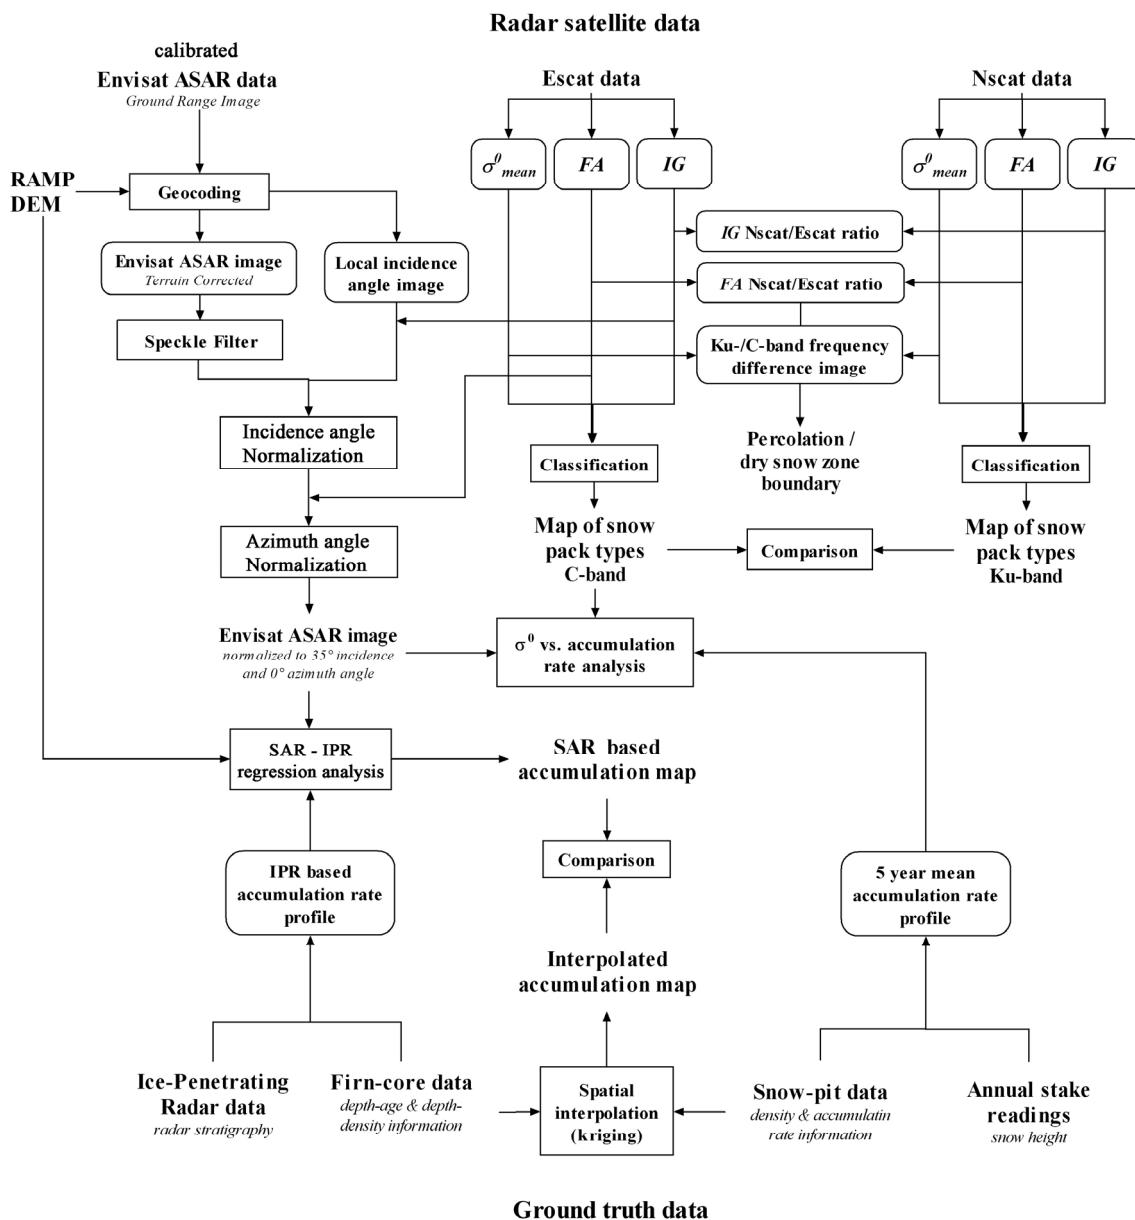 Radar satellite data
calibrated
Envisat ASAR data
Ground Range Image
Escat data
Nscat data
σ⁰mean
FA
IG
σ⁰mean
FA
IG
RAMP
DEM
Geocoding
IG Nscat/Escat ratio
Envisat ASAR image
Terrain Corrected
Local incidence
angle image
FA Nscat/Escat ratio
Speckle Filter
Ku-/C-band frequency
difference image
Incidence angle
Normalization
Percolation /
dry snow zone
boundary
Classification
Classification
Azimuth angle
Normalization
Map of snow
pack types
C-band
Comparison
Map of snow
pack types
Ku-band
Envisat ASAR image
normalized to 35° incidence
and 0° azimuth angle
σ⁰ vs. accumulation
rate analysis
SAR - IPR
regression analysis
SAR based
accumulation map
Comparison
IPR based
accumulation rate
profile
5 year mean
accumulation rate
profile
Interpolated
accumulation map
Ice-Penetrating
Radar data
radar stratigraphy
Firn-core data
depth-age & depth-
density information
Spatial
interpolation
(kriging)
Snow-pit data
density & accumulatin
rate information
Annual stake
readings
snow height
Ground truth data